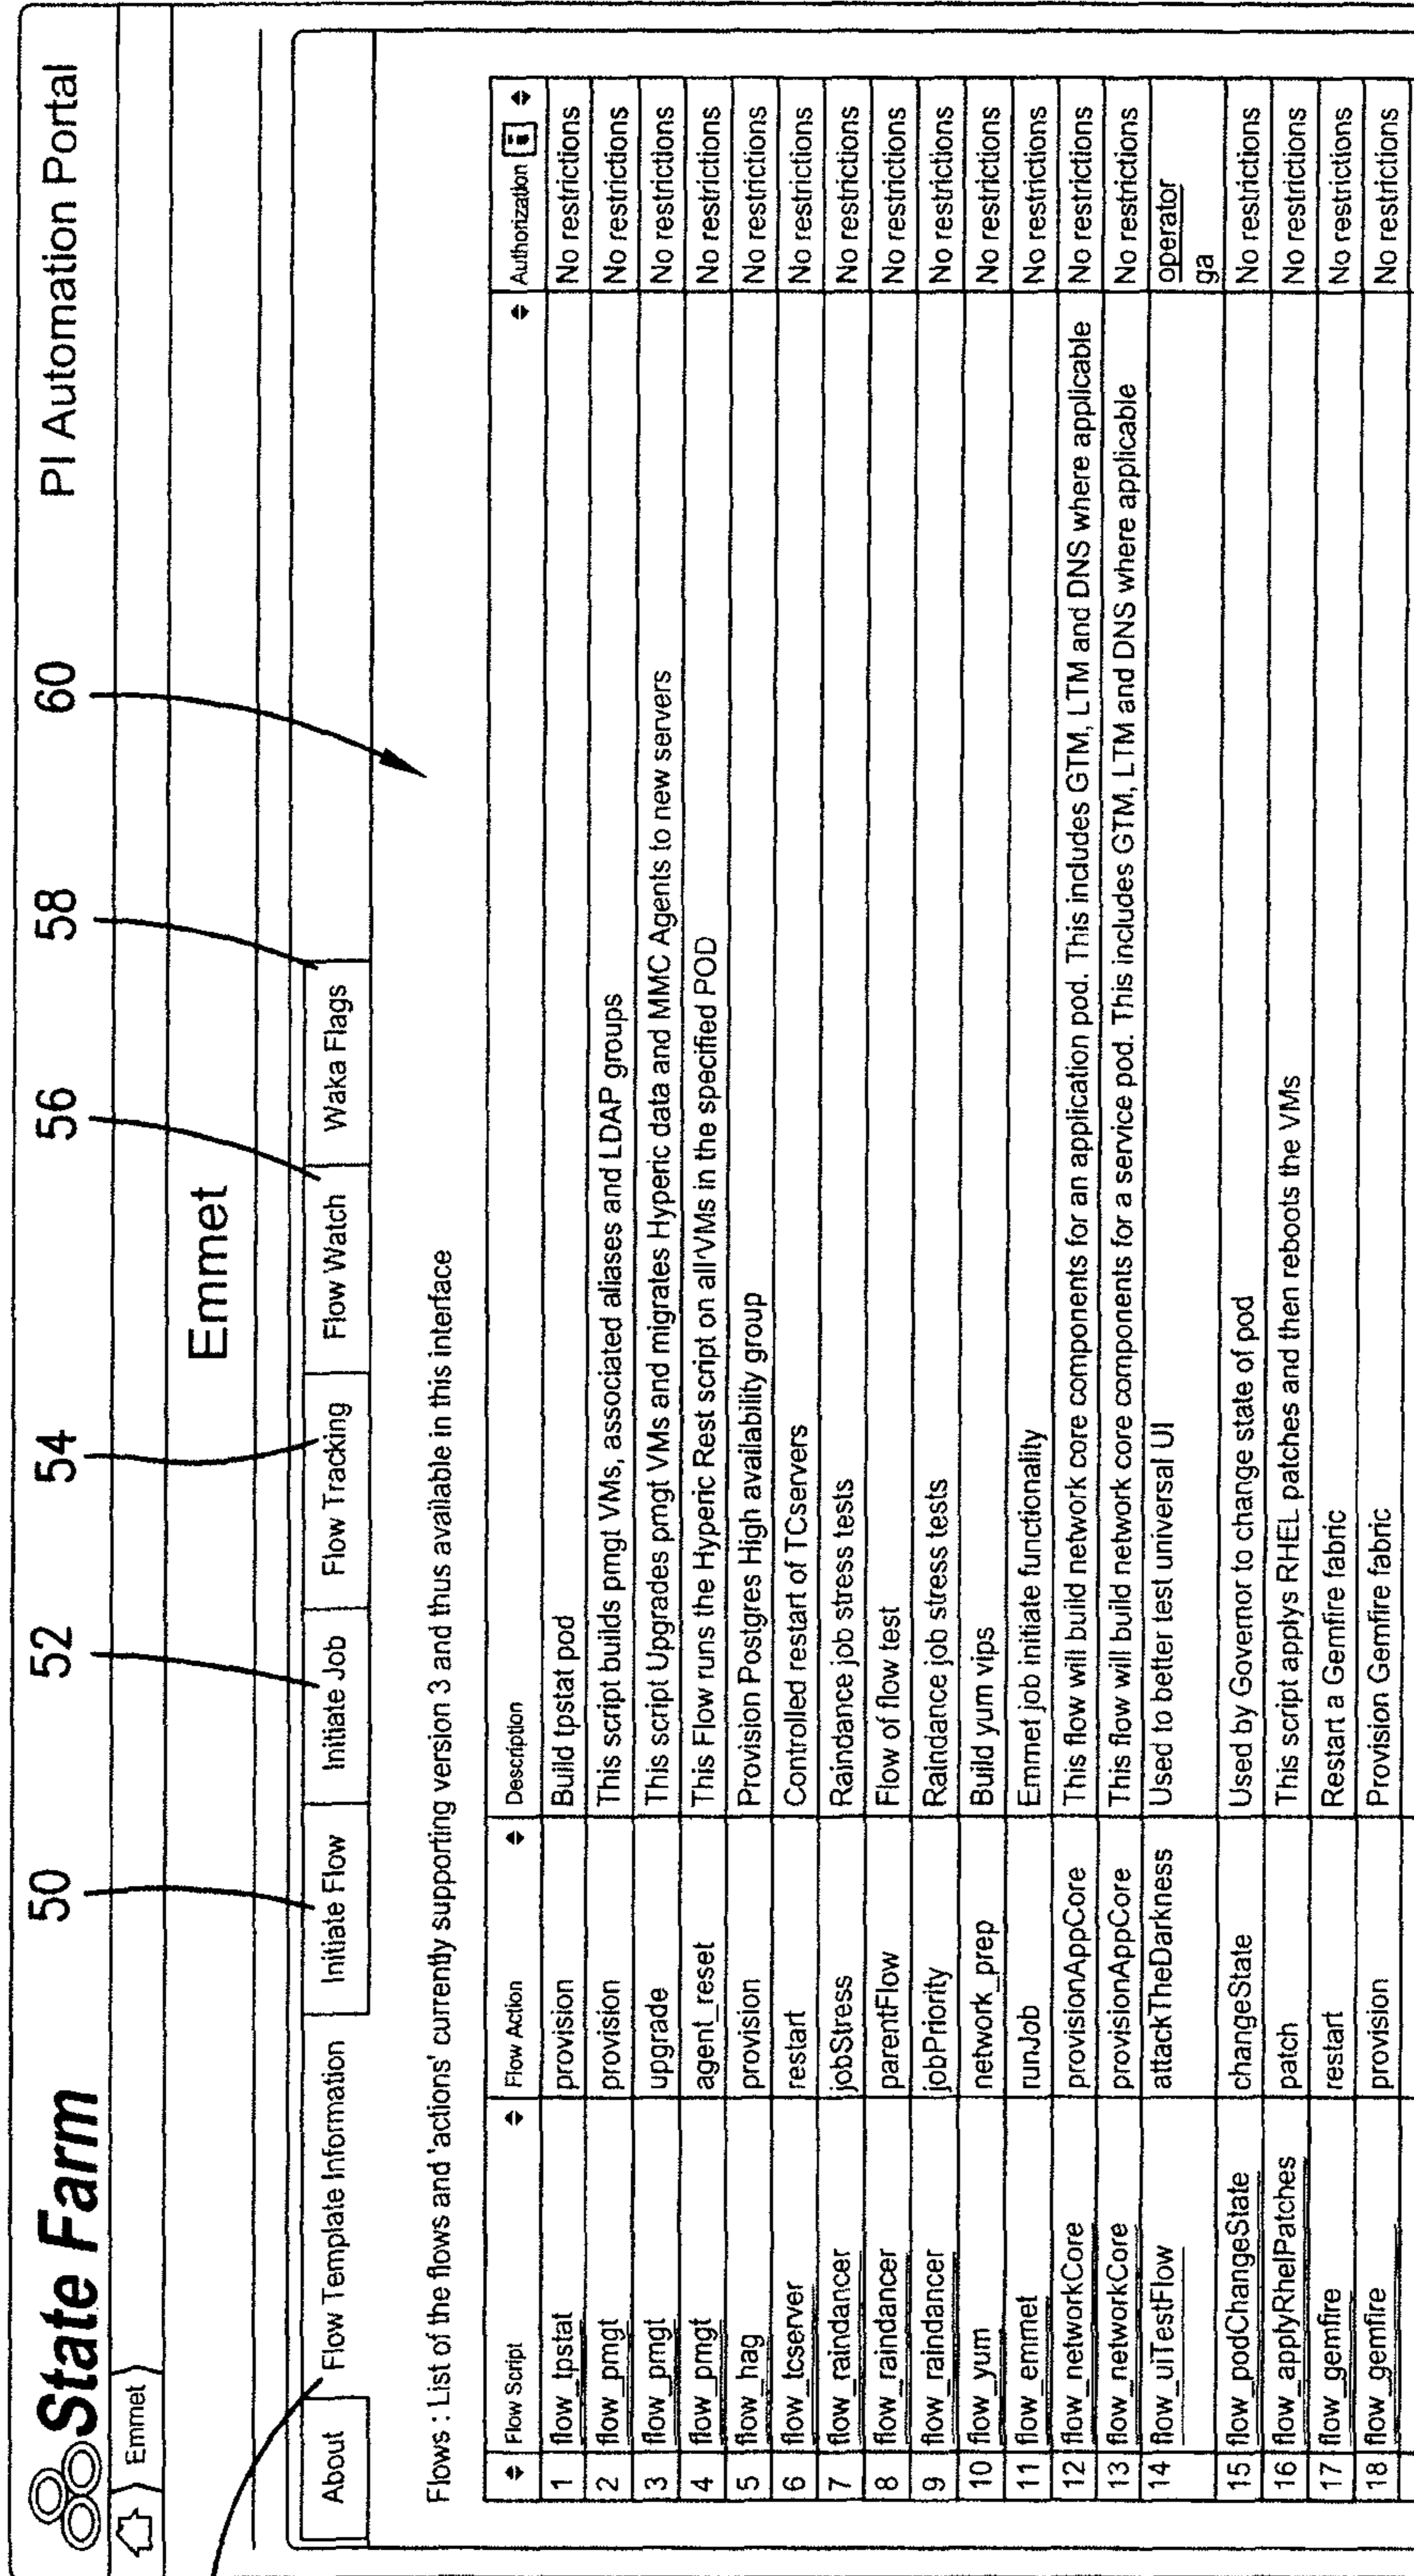 50 52 54 56 58 60
State Farm PI Automation Portal
Emmet
Emmet
About Flow Template Information Initiate Flow Initiate Job Flow Tracking Flow Watch Waka Flags
Flows : List of the flows and 'actions' currently supporting version 3 and thus available in this interface
Flow Script Flow Action Description Authorization
1 flow_tpstat provision Build tpstat pod No restrictions
2 flow_pmgt provision This script builds pmgt VMs, associated aliases and LDAP groups No restrictions
3 flow_pmgt upgrade This script Upgrades pmgt VMs and migrates Hyperic data and MMC Agents to new servers No restrictions
4 flow_pmgt agent_reset This Flow runs the Hyperic Rest script on all VMs in the specified POD No restrictions
5 flow_hag provision Provision Postgres High availability group No restrictions
6 flow_tcserver restart Controlled restart of TCservers No restrictions
7 flow_raindancer jobStress Raindance job stress tests No restrictions
8 flow_raindancer parentFlow Flow of flow test No restrictions
9 flow_raindancer jobPriority Raindance job stress tests No restrictions
10 flow_yum network_prep Build yum vips No restrictions
11 flow_emmet runJob Emmet job initiate functionality No restrictions
12 flow_networkCore provisionAppCore This flow will build network core components for an application pod. This includes GTM, LTM and DNS where applicable No restrictions
13 flow_networkCore provisionAppCore This flow will build network core components for a service pod. This includes GTM, LTM and DNS where applicable No restrictions
14 flow_uiTestFlow attackTheDarkness Used to better test universal UI operator
ga
15 flow_podChangeState changeState Used by Governor to change state of pod No restrictions
16 flow_applyRhelPatches patch This script applys RHEL patches and then reboots the VMs No restrictions
17 flow_gemfire restart Restart a Gemfire fabric No restrictions
18 flow_gemfire provision Provision Gemfire fabric No restrictions